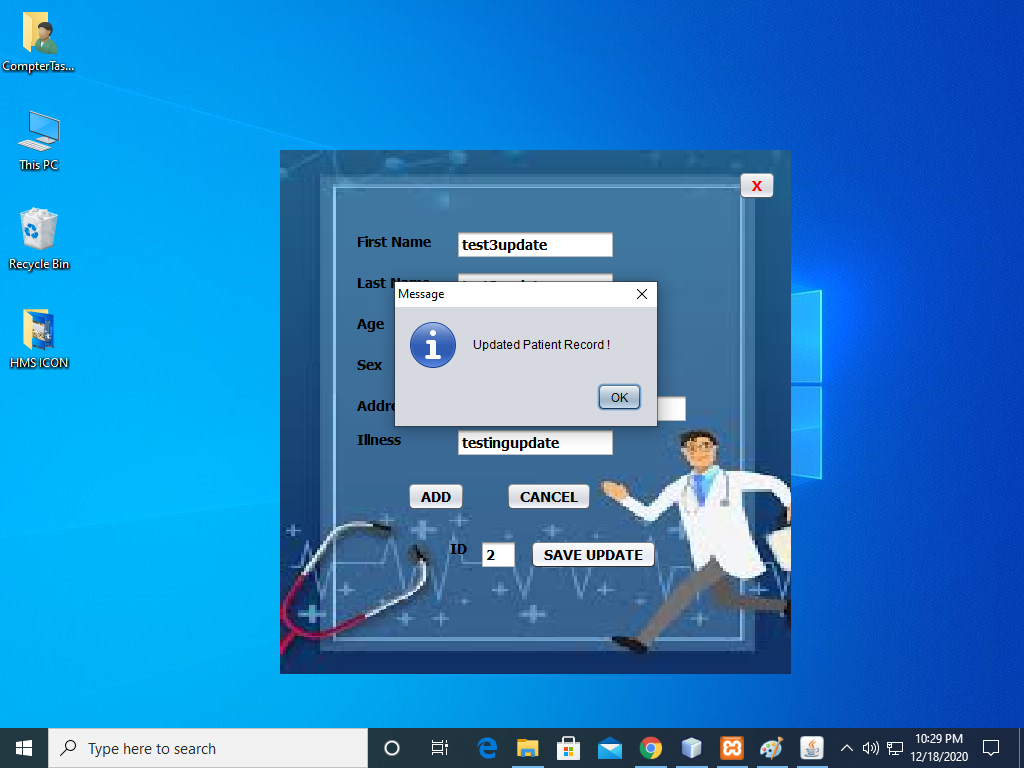 CompterTas...
This PC
Recycle Bin
HMS ICON
X
First Name
test3update
Last Name
Age
Sex
Addre
Illness
testingupdate
Message
Updated Patient Record !
OK
ADD
CANCEL
ID
2
SAVE UPDATE
Type here to search
10:29 PM
12/18/2020